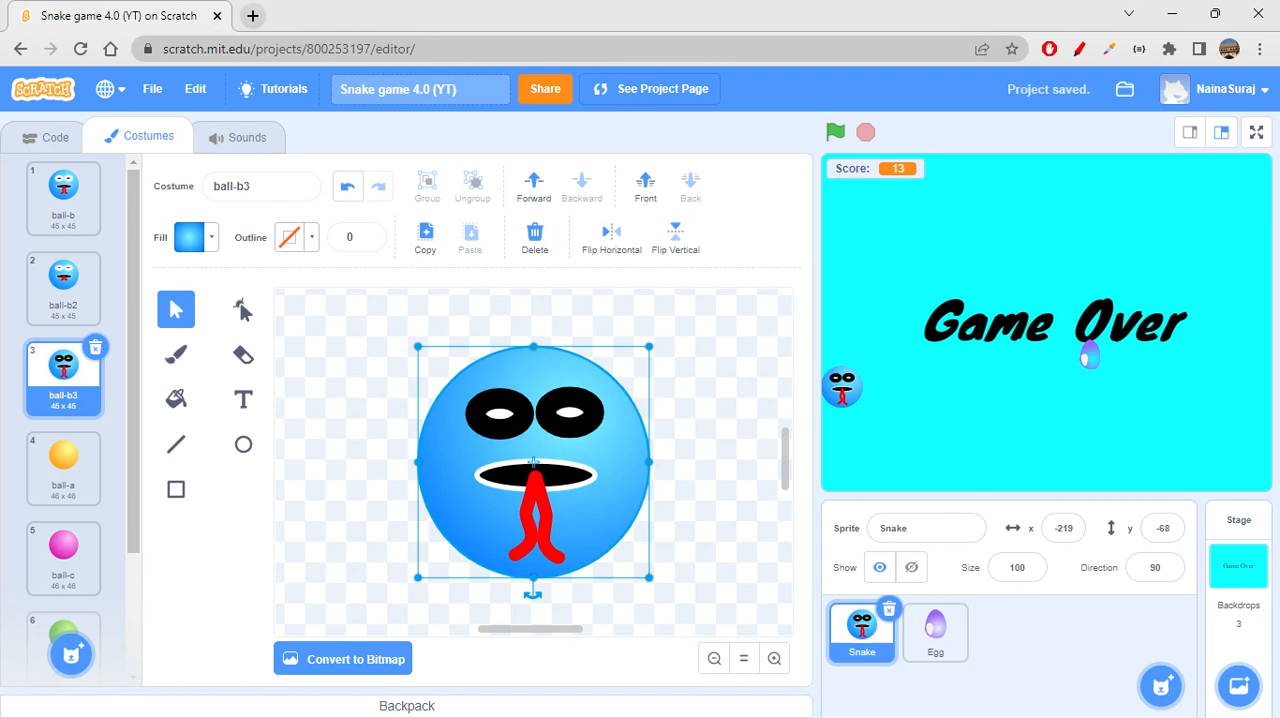 Snake game 4.0 (YT) on Scratch
scratch.mit.edu/projects/800253197/editor/
SCRATCH
File
Edit
Tutorials
Snake game 4.0 (YT)
Share
See Project Page
Project saved.
NainaSuraj
Code
Costumes
Sounds
1
ball-b
45 x 45
2
ball-b2
45 x 45
3
ball-b3
45 x 45
4
ball-a
46 x 46
5
ball-c
46 x 46
6
Costume
ball-b3
Group
Ungroup
Forward
Backward
Front
Back
Fill
Outline
0
Copy
Paste
Delete
Flip Horizontal
Flip Vertical
T
Convert to Bitmap
Backpack
Score: 13
Game Over
Sprite
Snake
x
-219
y
-68
Show
Size
100
Direction
90
Snake
Egg
Stage
Game Over
Backdrops
3